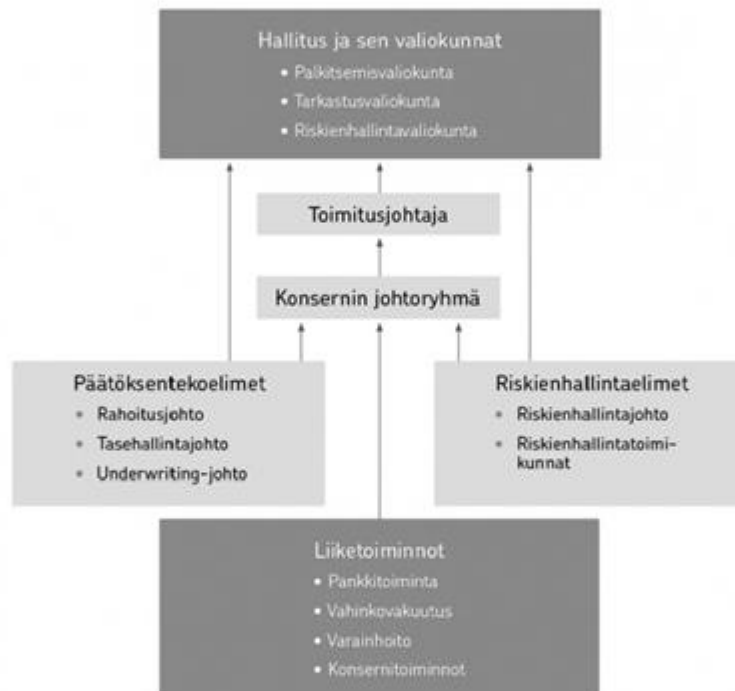 Hallitus ja sen valiokunnat
• Palkitsemisvaliokunta
• Tarkastusvaliokunta
• Riskienhallintavaliokunta
Toimitusjohtaja
Konsernin johtoryhmä
Päätöksentekoelimet
• Rahoitusjohto
• Tasehallintajohto
• Underwriting-johto
Riskienhallintaelimet
• Riskienhallintajohto
• Riskienhallintatoimi-
kunnat
Liiketoiminnot
• Pankkitoiminta
• Vahinkovakuutus
• Varainhoito
• Konsernitoiminnot